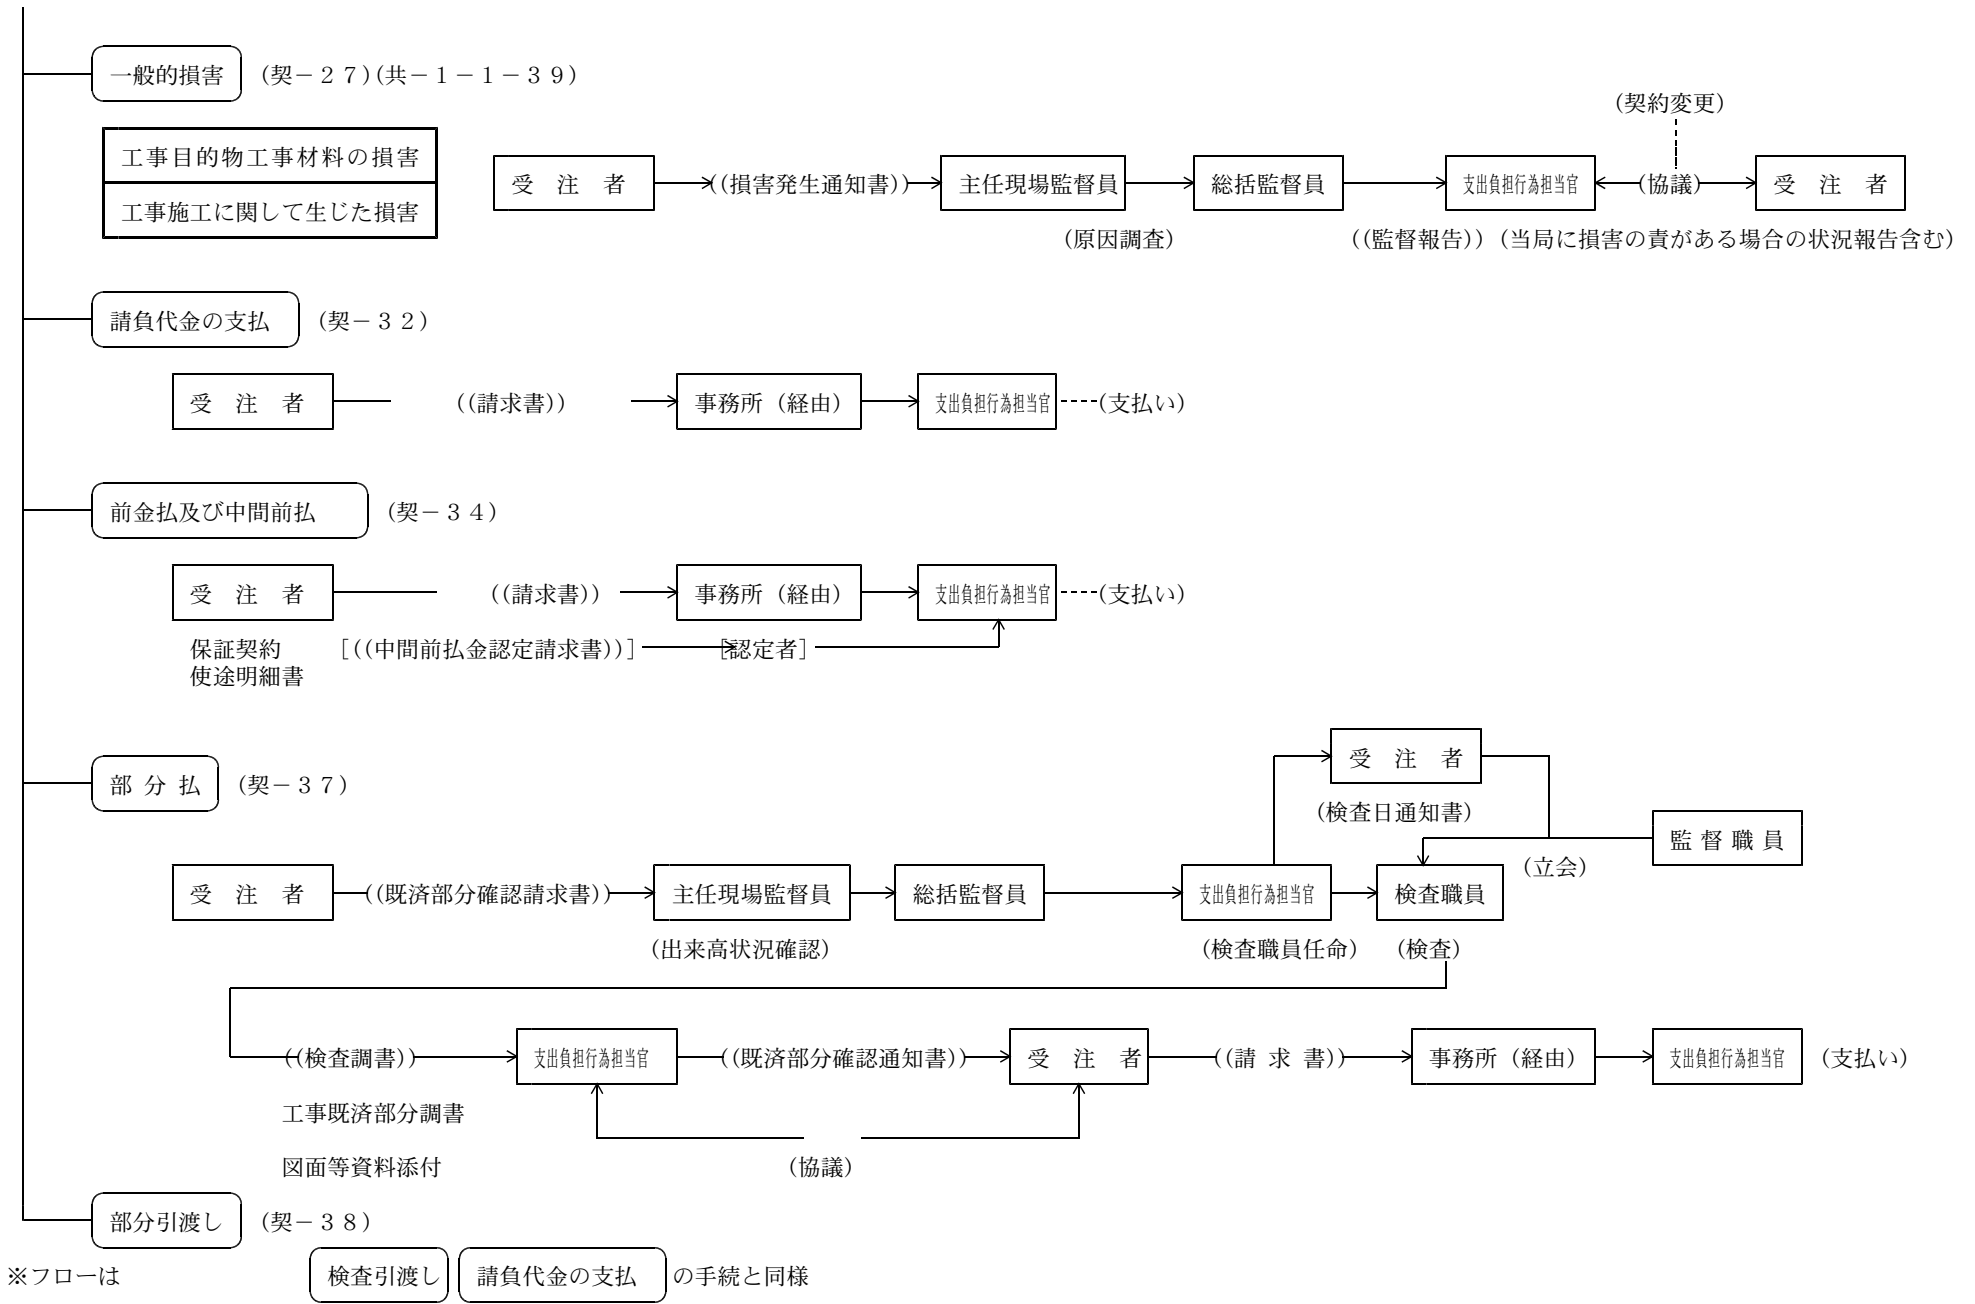 一般的損害 (契－２７)(共－１－１－３９)
(契約変更)
工事目的物工事材料の損害
受　注　者 ((損害発生通知書)) 主任現場監督員 総括監督員 支出負担行為担当官 (協議) 受　注　者
工事施工に関して生じた損害
(原因調査) ((監督報告)) (当局に損害の責がある場合の状況報告含む)
請負代金の支払 (契－３２)
受　注　者 ((請求書)) 事務所（経由） 支出負担行為担当官 (支払い)
前金払及び中間前払 (契－３４)
受　注　者 ((請求書)) 事務所（経由） 支出負担行為担当官 (支払い)
保証契約 [((中間前払金認定請求書))] [認定者]
使途明細書
受　注　者
部 分 払 (契－３７)
(検査日通知書)
監 督 職 員
(立会)
受　注　者 ((既済部分確認請求書)) 主任現場監督員 総括監督員 支出負担行為担当官 検査職員
(出来高状況確認) (検査職員任命) (検査)
((検査調書)) 支出負担行為担当官 ((既済部分確認通知書)) 受　注　者 ((請 求 書)) 事務所（経由） 支出負担行為担当官 (支払い)
工事既済部分調書
図面等資料添付 (協議)
部分引渡し (契－３８)
※フローは 検査引渡し 請負代金の支払 の手続と同様